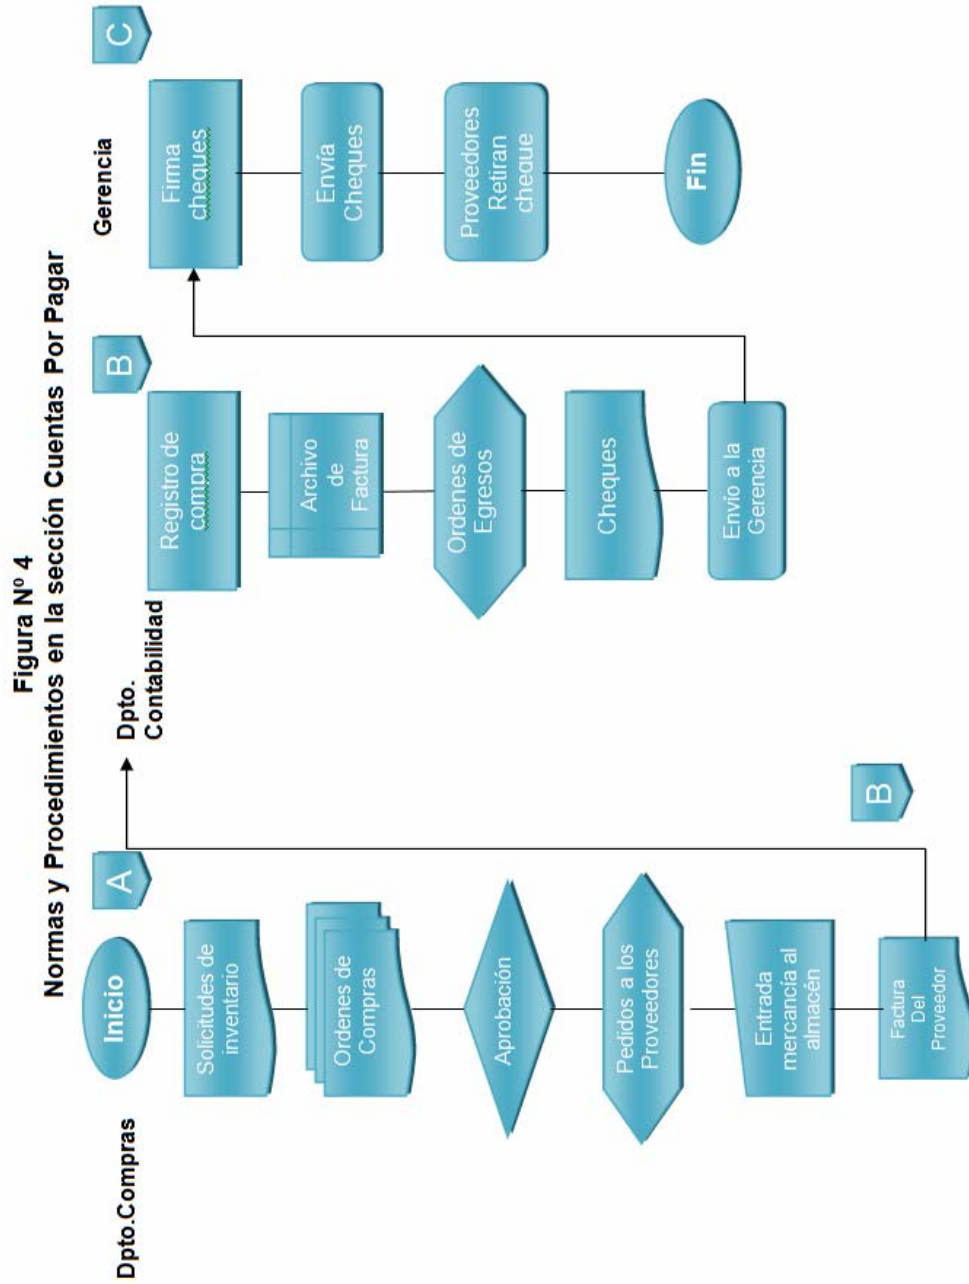 Figura Nº 4
Normas y Procedimientos en la sección Cuentas Por Pagar
Dpto.Compras
Inicio
A
Solicitudes de
inventario
Ordenes de
Compras
Aprobación
Pedidos a los
Proveedores
Entrada
mercancía al
almacén
Factura
Del
Proveedor
B
Dpto.
Contabilidad
B
Registro de
compra
Archivo
de
Factura
Ordenes de
Egresos
Cheques
Envío a la
Gerencia
Gerencia
C
Firma
cheques
Envía
Cheques
Proveedores
Retiran
cheque
Fin